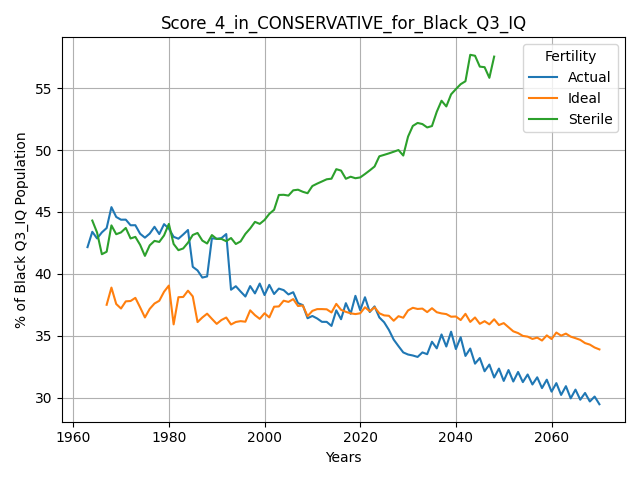 Score_4_in_CONSERVATIVE_for_Black_Q3_IQ
% of Black Q3_IQ Population
55
50
45
40
35
30
Fertility
Actual
Ideal
Sterile
1960
1980
2000
2020
2040
2060
Years